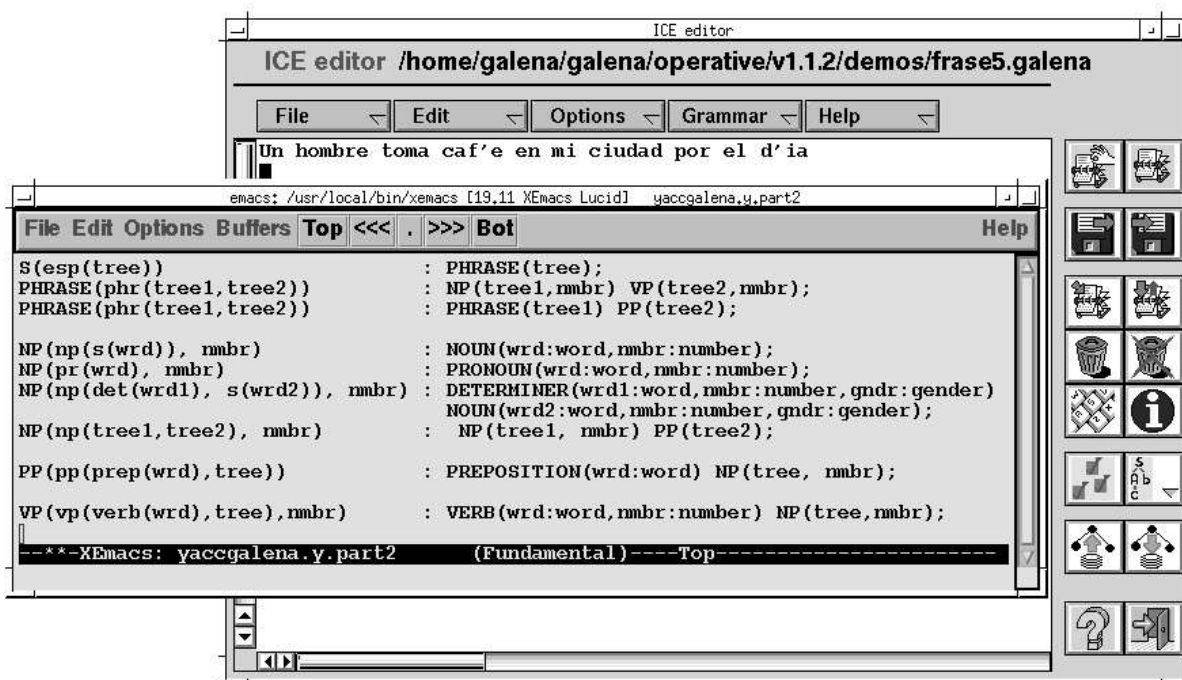 ICE editor
ICE editor /home/galena/galena/operative/v1.1.2/demos/frase5.galena
File Edit Options Grammar Help
Un hombre toma caf'e en mi ciudad por el d'ia
emacs: /usr/local/bin/xemacs [19.11 XEmacs Lucid] yaccgalena.y.part2
File Edit Options Buffers Top <<< . >>> Bot Help
S(esp(tree)) : PHRASE(tree);
PHRASE(phr(tree1,tree2)) : NP(tree1,nmbr) VP(tree2,nmbr);
PHRASE(phr(tree1,tree2)) : PHRASE(tree1) PP(tree2);
NP(np(s(wrd)), nmbr) : NOUN(wrd:word,nmbr:number);
NP(pr(wrd), nmbr) : PRONOUN(wrd:word,nmbr:number);
NP(np(det(wrd1), s(wrd2)), nmbr) : DETERMINER(wrd1:word,nmbr:number,gndr:gender)
NOUN(wrd2:word,nmbr:number,gndr:gender);
NP(np(tree1,tree2), nmbr) : NP(tree1, nmbr) PP(tree2);
PP(pp(prep(wrd),tree)) : PREPOSITION(wrd:word) NP(tree, nmbr);
VP(vp(verb(wrd),tree),nmbr) : VERB(wrd:word,nmbr:number) NP(tree,nmbr);
--**-XEmacs: yaccgalena.y.part2 (Fundamental)----Top------------------------
S
A b
c